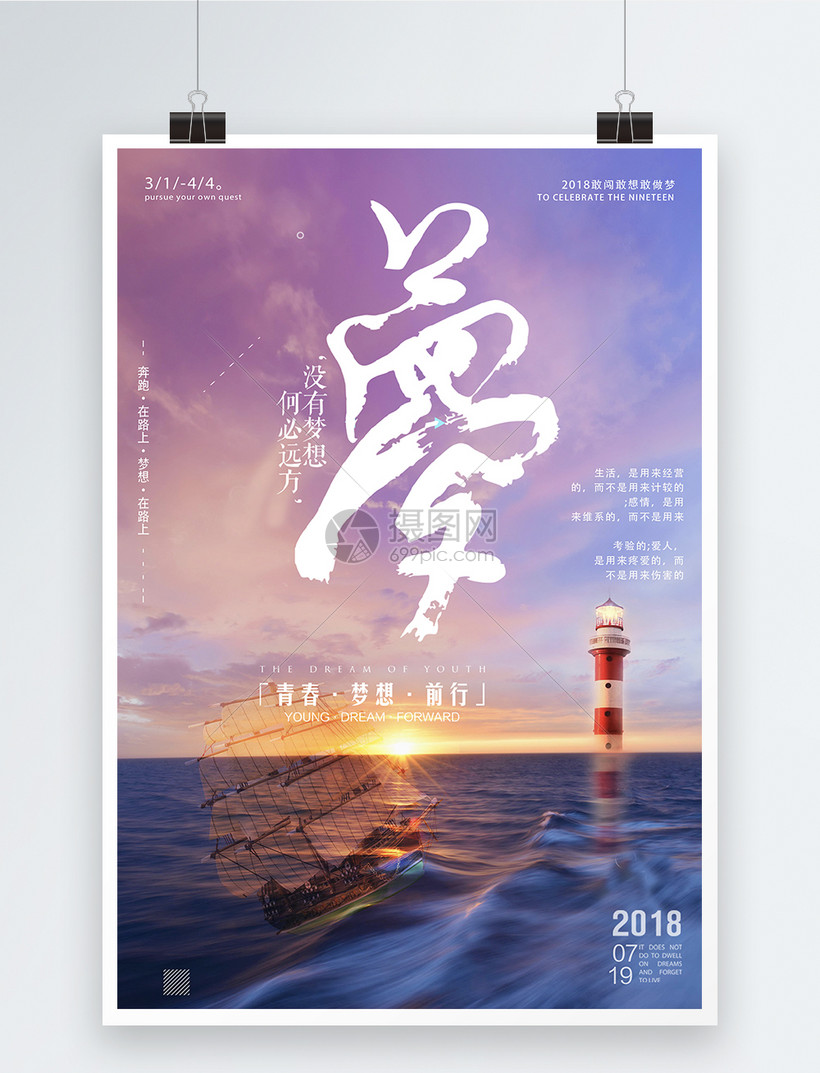 3/1/-4/4。
pursue your own quest
2018敢闯敢想敢做梦
TO CELEBRATE THE NINETEEN
梦
'没有梦想
何必远方'
奔跑·在路上·梦想·在路上
生活，是用来经营
的，而不是用来计较的
;感情，是用
来维系的，而不是用来
考验的;爱人，
是用来疼爱的，而
不是用来伤害的
摄图网
699pic.com
THE DREAM OF YOUTH
「青春·梦想·前行」
YOUNG·DREAM·FORWARD
2018
07
19
IT DOES NOT
DO TO DWELL
ON DREAMS
AND FORGET
TO LIVE